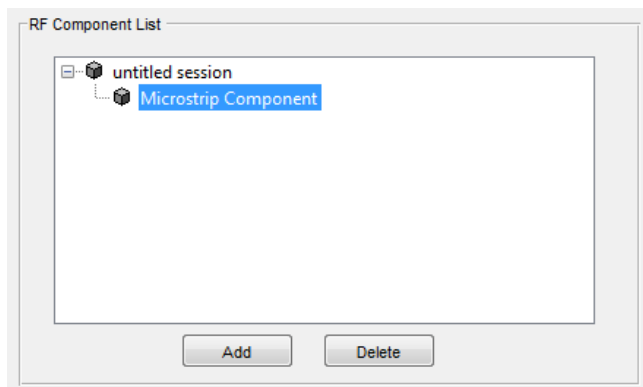 RF Component List
untitled session
Microstrip Component
Add Delete